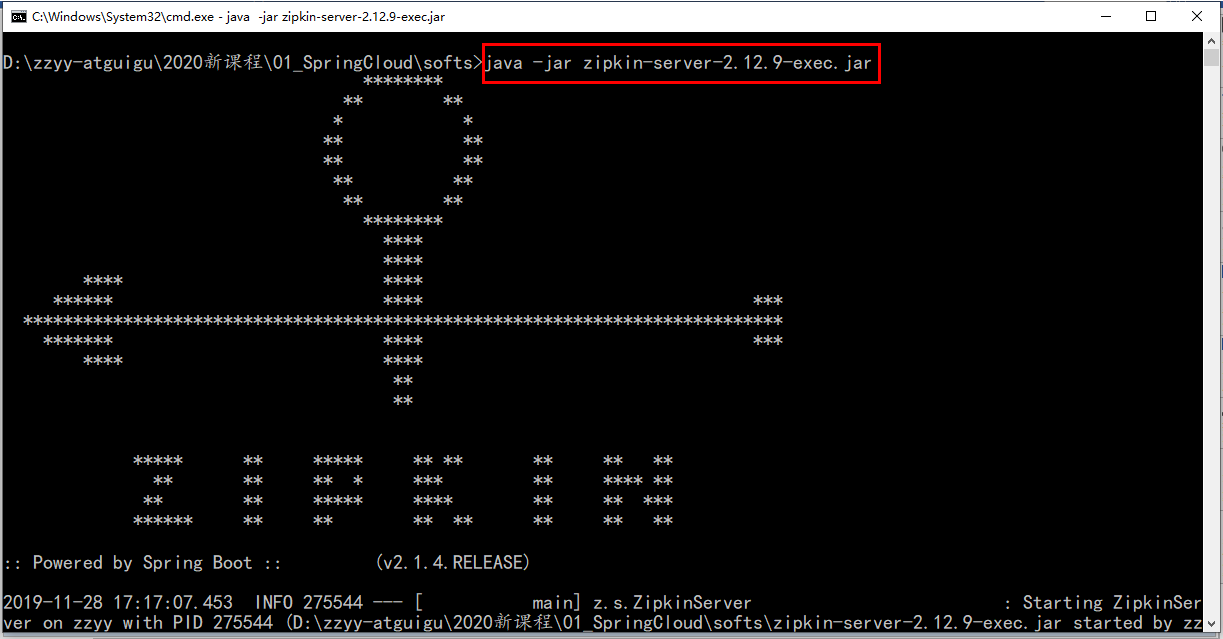 C:\Windows\System32\cmd.exe - java -jar zipkin-server-2.12.9-exec.jar
D:\zzyy-atguigu\2020新课程\01_SpringCloud\softs>java -jar zipkin-server-2.12.9-exec.jar
ZIPKIN
:: Powered by Spring Boot :: (v2.1.4.RELEASE)
2019-11-28 17:17:07.453 INFO 275544 --- [ main] z.s.ZipkinServer : Starting ZipkinSer
ver on zzyy with PID 275544 (D:\zzyy-atguigu\2020新课程\01_SpringCloud\softs\zipkin-server-2.12.9-exec.jar started by zz